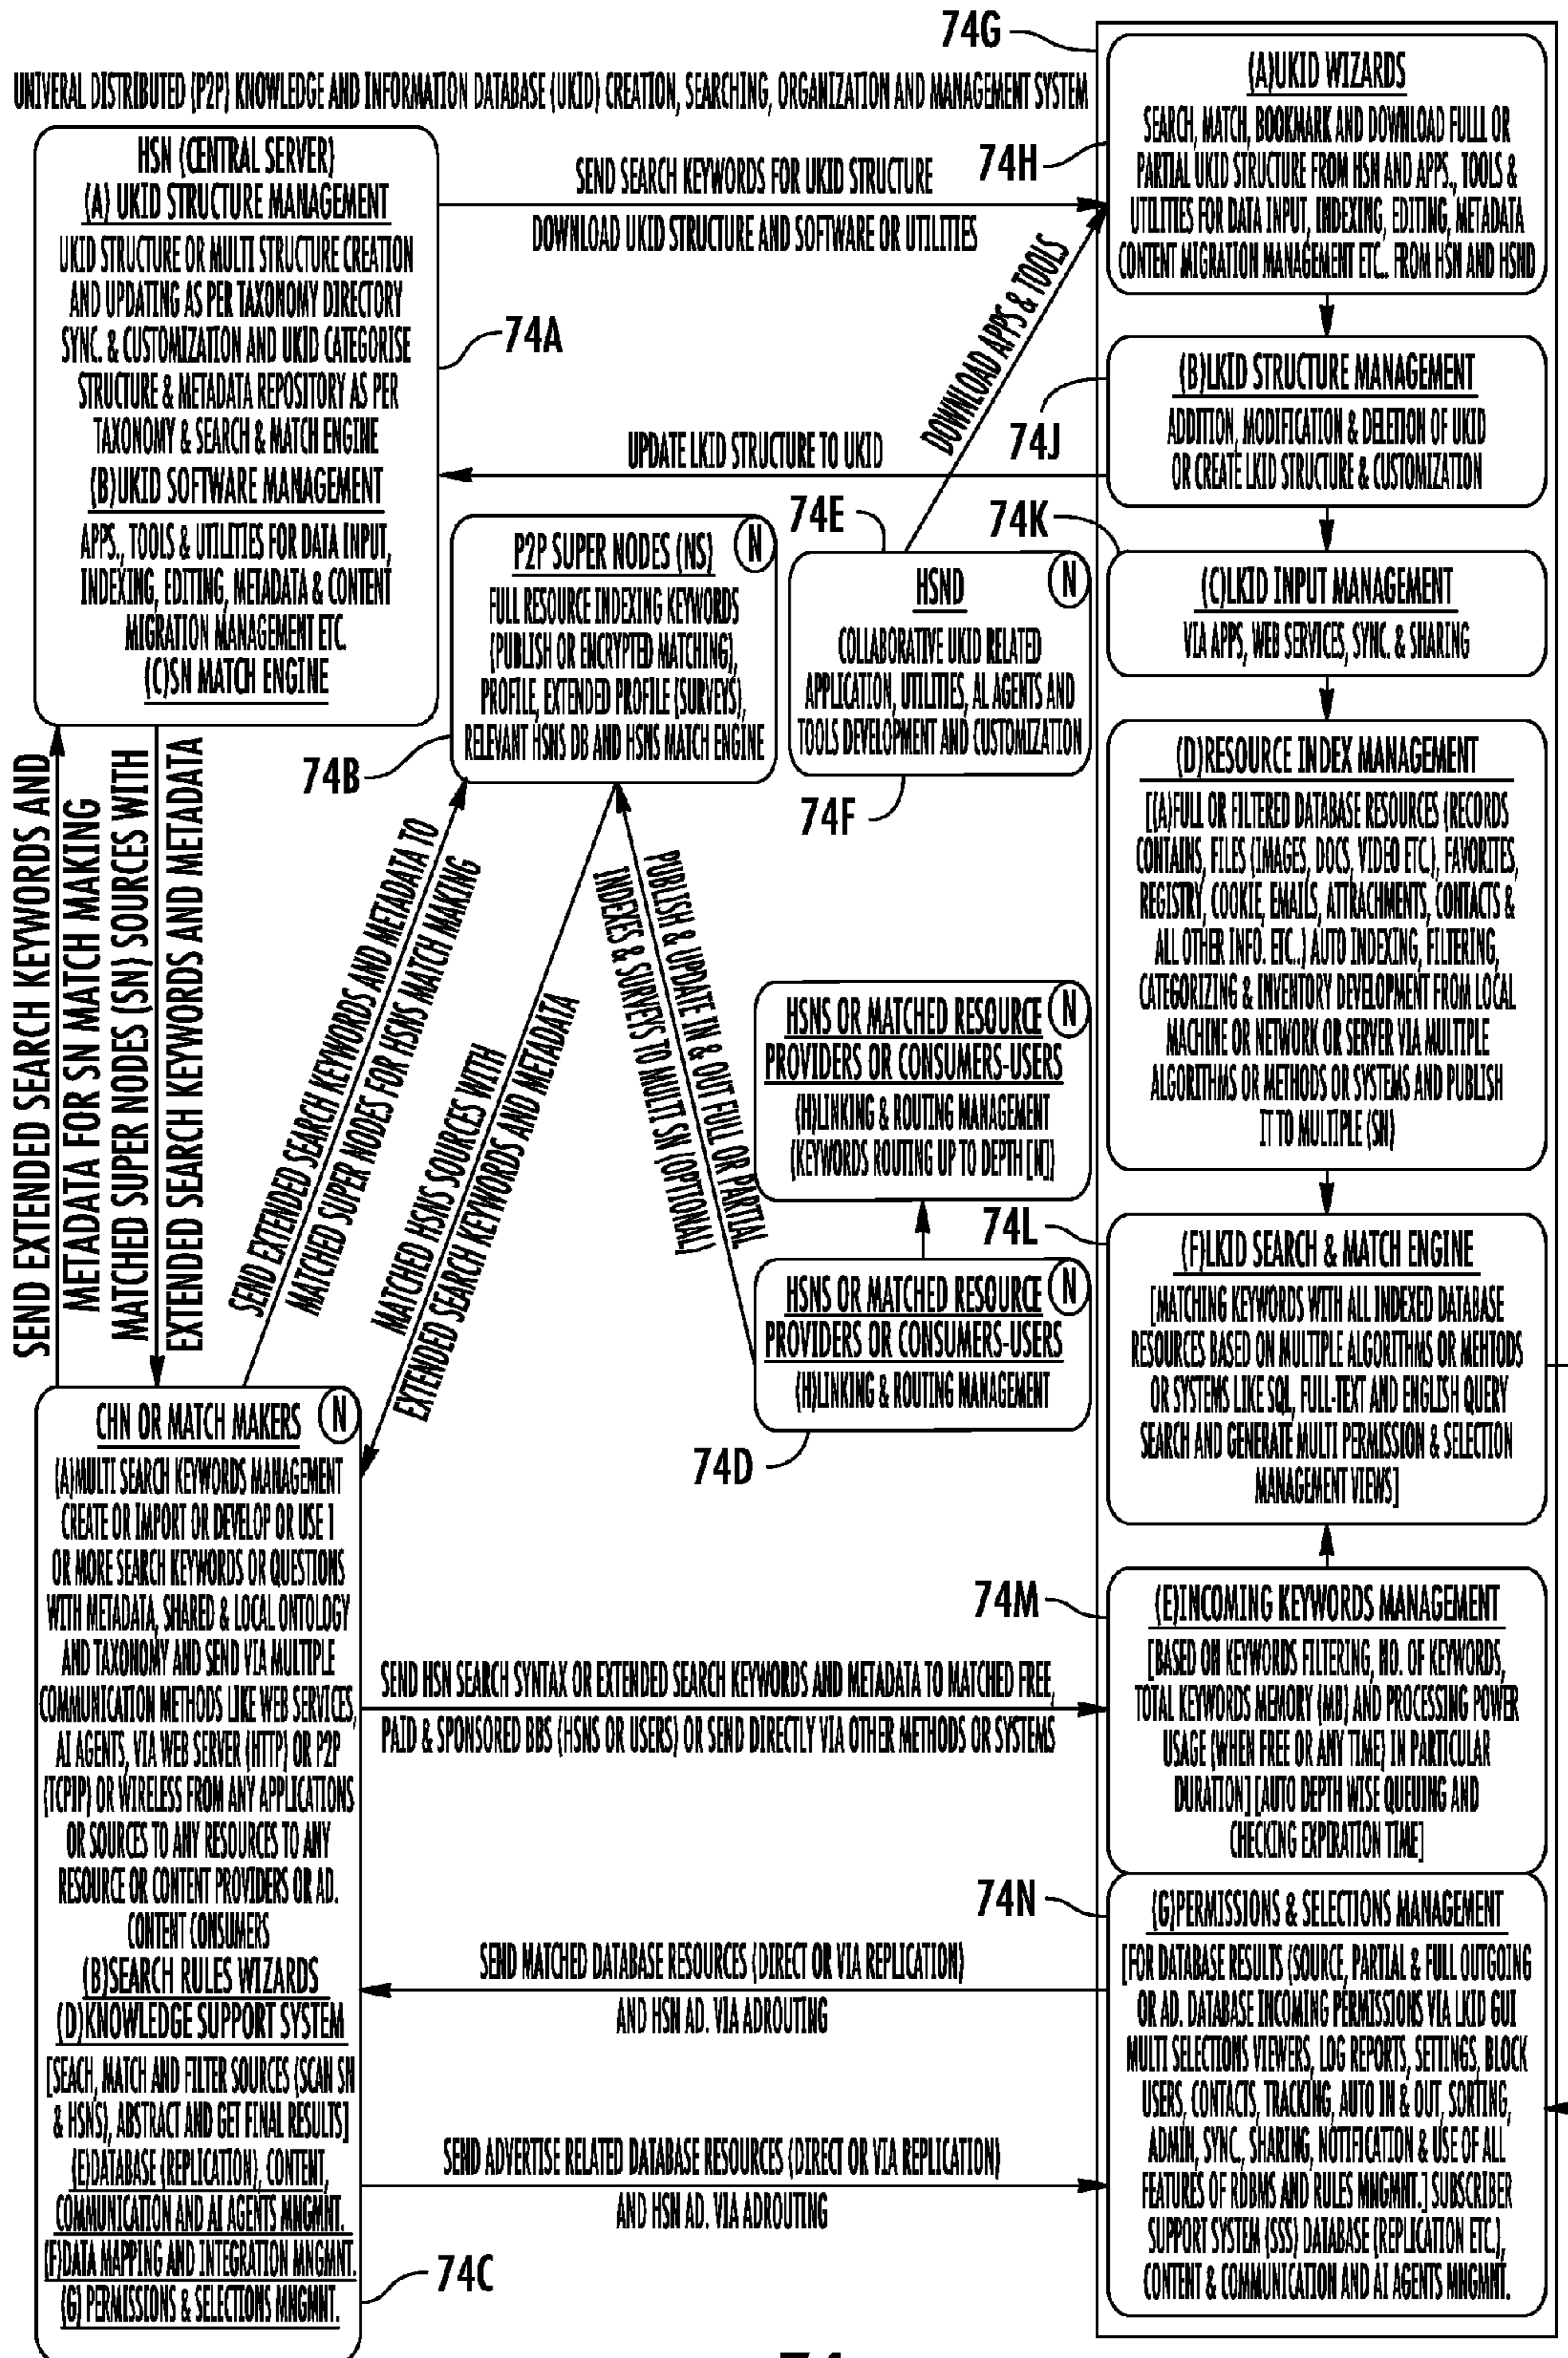 74G
UNIVERAL DISTRIBUTED (P2P) KNOWLEDGE AND INFORMATION DATABASE (UKID) CREATION, SEARCHING, ORGANIZATION AND MANAGEMENT SYSTEM
HSN (CENTRAL SERVER)
(A) UKID STRUCTURE MANAGEMENT
UKID STRUCTURE OR MULTI STRUCTURE CREATION
AND UPDATING AS PER TAXONOMY DIRECTORY
SYNC. & CUSTOMIZATION AND UKID CATEGORISE
STRUCTURE & METADATA REPOSITORY AS PER
TAXONOMY & SEARCH & MATCH ENGINE
(B)UKID SOFTWARE MANAGEMENT
APPS., TOOLS & UTILITIES FOR DATA INPUT,
INDEXING, EDITING, METADATA & CONTENT
MIGRATION MANAGEMENT ETC.
(C)SN MATCH ENGINE
74A
SEND SEARCH KEYWORDS FOR UKID STRUCTURE
DOWNLOAD UKID STRUCTURE AND SOFTWARE OR UTILITIES
74H
(A)UKID WIZARDS
SEARCH, MATCH, BOOKMARK AND DOWNLOAD FULLL OR
PARTIAL UKID STRUCTURE FROM HSN AND APPS., TOOLS &
UTILITIES FOR DATA INPUT, INDEXING, EDITING, METADATA
CONTENT MIGRATION MANAGEMENT ETC.. FROM HSN AND HSND
DOWNLOAD APPS & TOOLS
74J
(B)LKID STRUCTURE MANAGEMENT
ADDITION, MODIFICATION & DELETION OF UKID
OR CREATE LKID STRUCTURE & CUSTOMIZATION
UPDATE LKID STRUCTURE TO UKID
74B
P2P SUPER NODES (NS)
N
FULL RESOURCE INDEXING KEYWORDS
(PUBLISH OR ENCRYPTED MATCHING),
PROFILE, EXTENDED PROFILE (SURVEYS),
RELEVANT HSNS DB AND HSNS MATCH ENGINE
74E
HSND
N
COLLABORATIVE UKID RELATED
APPLICATION, UTILITIES, AL AGENTS AND
TOOLS DEVELOPMENT AND CUSTOMIZATION
74F
74K
(C)LKID INPUT MANAGEMENT
VIA APPS, WEB SERVICES, SYNC. & SHARING
(D)RESOURCE INDEX MANAGEMENT
[(A)FULL OR FILTERED DATABASE RESOURCES (RECORDS
CONTAINS, FILES (IMAGES, DOCS, VIDEO ETC.), FAVORITES,
REGISTRY, COOKIE, EMAILS, ATTRACHMENTS, CONTACTS &
ALL OTHER INFO. ETC..) AUTO INDEXING, FILTERING,
CATEGORIZING & INVENTORY DEVELOPMENT FROM LOCAL
MACHINE OR NETWORK OR SERVER VIA MULTIPLE
ALGORITHMS OR METHODS OR SYSTEMS AND PUBLISH
IT TO MULTIPLE (SN)
SEND EXTENDED SEARCH KEYWORDS AND
METADATA FOR SN MATCH MAKING
MATCHED SUPER NODES (SN) SOURCES WITH
EXTENDED SEARCH KEYWORDS AND METADATA
SEND EXTENDED SEARCH KEYWORDS AND METADATA TO
MATCHED SUPER NODES FOR HSNS MATCH MAKING
MATCHED HSNS SOURCES WITH
EXTENDED SEARCH KEYWORDS AND METADATA
PUBLISH & UPDATE IN & OUT FULL OR PARTIAL
INDEXES & SURVEYS TO MULTI SN (OPTIONAL)
HSNS OR MATCHED RESOURCE
N
PROVIDERS OR CONSUMERS-USERS
(H)LINKING & ROUTING MANAGEMENT
(KEYWORDS ROUTING UP TO DEPTH [N])
HSNS OR MATCHED RESOURCE
N
PROVIDERS OR CONSUMERS-USERS
(H)LINKING & ROUTING MANAGEMENT
74D
74L
(F)LKID SEARCH & MATCH ENGINE
[MATCHING KEYWORDS WITH ALL INDEXED DATABASE
RESOURCES BASED ON MULTIPLE ALGORITHMS OR MEHTODS
OR SYSTEMS LIKE SQL, FULL-TEXT AND ENGLISH QUERY
SEARCH AND GENERATE MULTI PERMISSION & SELECTION
MANAGEMENT VIEWS]
CHN OR MATCH MAKERS
N
(A)MULTI SEARCH KEYWORDS MANAGEMENT
CREATE OR IMPORT OR DEVELOP OR USE 1
OR MORE SEARCH KEYWORDS OR QUESTIONS
WITH METADATA, SHARED & LOCAL ONTOLOGY
AND TAXONOMY AND SEND VIA MULTIPLE
COMMUNICATION METHODS LIKE WEB SERVICES,
AI AGENTS, VIA WEB SERVER (HTTP) OR P2P
(TCPIP) OR WIRELESS FROM ANY APPLICATIONS
OR SOURCES TO ANY RESOURCES TO ANY
RESOURCE OR CONTENT PROVIDERS OR AD.
CONTENT CONSUMERS
(B)SEARCH RULES WIZARDS
(D)KNOWLEDGE SUPPORT SYSTEM
[SEACH, MATCH AND FILTER SOURCES (SCAN SN
& HSNS), ABSTRACT AND GET FINAL RESULTS]
(E)DATABASE (REPLICATION), CONTENT,
COMMUNICATION AND AI AGENTS MNGMNT.
(F)DATA MAPPING AND INTEGRATION MNGMNT.
(G) PERMISSIONS & SELECTIONS MNGMNT.
74C
SEND HSN SEARCH SYNTAX OR EXTENDED SEARCH KEYWORDS AND METADATA TO MATCHED FREE,
PAID & SPONSORED BBS (HSNS OR USERS) OR SEND DIRECTLY VIA OTHER METHODS OR SYSTEMS
74M
(E)INCOMING KEYWORDS MANAGEMENT
[BASED ON KEYWORDS FILTERING, NO. OF KEYWORDS,
TOTAL KEYWORDS MEMORY (MB) AND PROCESSING POWER
USAGE (WHEN FREE OR ANY TIME) IN PARTICULAR
DURATION] [AUTO DEPTH WISE QUEUING AND
CHECKING EXPIRATION TIME]
SEND MATCHED DATABASE RESOURCES (DIRECT OR VIA REPLICATION)
AND HSN AD. VIA ADROUTING
SEND ADVERTISE RELATED DATABASE RESOURCES (DIRECT OR VIA REPLICATION)
AND HSN AD. VIA ADROUTING
74N
(G)PERMISSIONS & SELECTIONS MANAGEMENT
[FOR DATABASE RESULTS (SOURCE, PARTIAL & FULL OUTGOING
OR AD. DATABASE INCOMING PERMISSIONS VIA LKID GUI
MULTI SELECTIONS VIEWERS, LOG REPORTS, SETTINGS, BLOCK
USERS, CONTACTS, TRACKING, AUTO IN & OUT, SORTING,
ADMIN, SYNC, SHARING, NOTIFICATION & USE OF ALL
FEATURES OF RDBMS AND RULES MNGMNT.] SUBSCRIBER
SUPPORT SYSTEM (SSS) DATABASE (REPLICATION ETC.),
CONTENT & COMMUNICATION AND AI AGENTS MNGMNT.